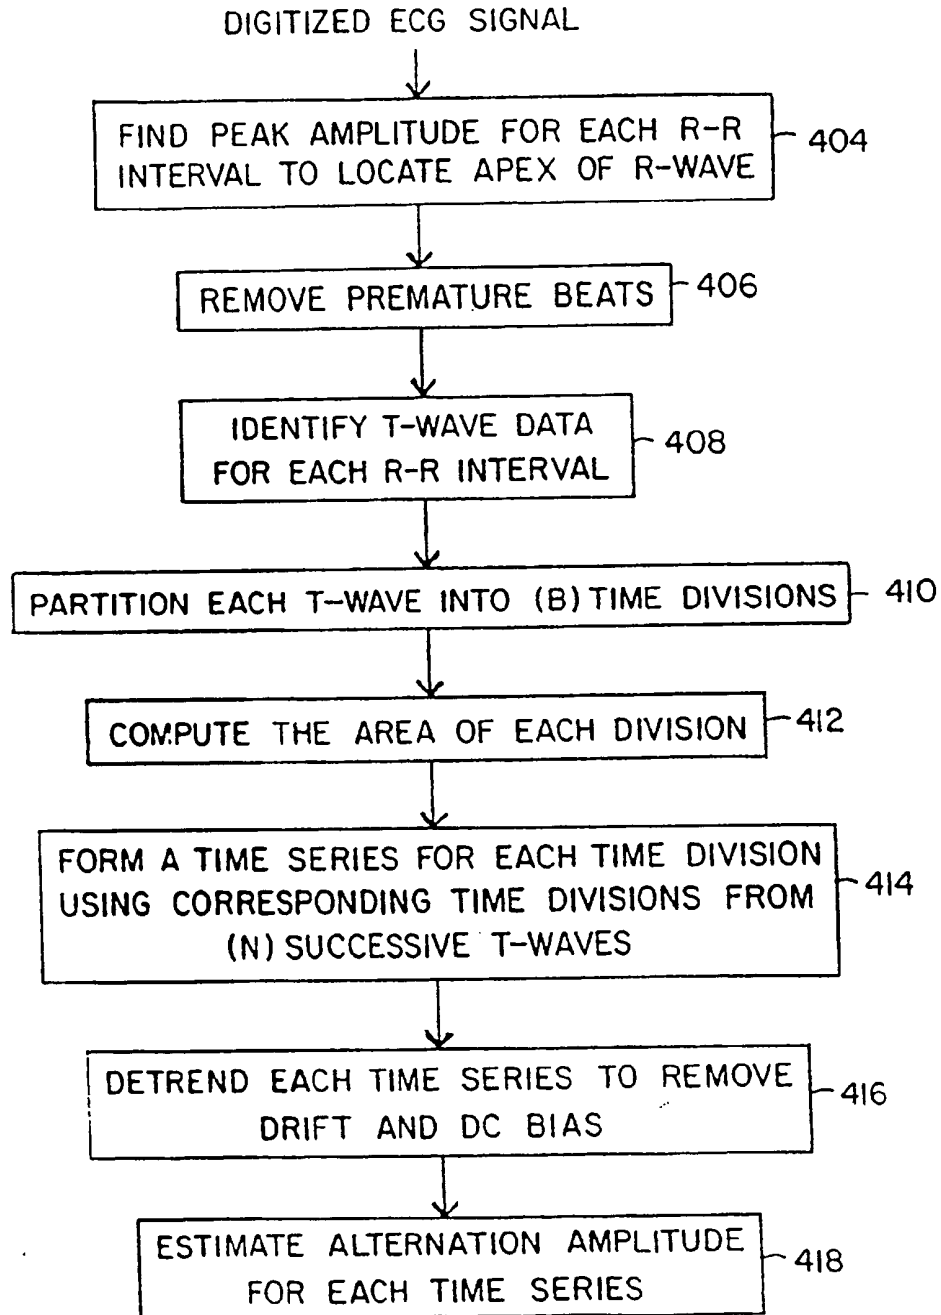 DIGITIZED ECG SIGNAL
FIND PEAK AMPLITUDE FOR EACH R-R
INTERVAL TO LOCATE APEX OF R-WAVE
404
REMOVE PREMATURE BEATS
406
IDENTIFY T-WAVE DATA
FOR EACH R-R INTERVAL
408
PARTITION EACH T-WAVE INTO (B) TIME DIVISIONS
410
COMPUTE THE AREA OF EACH DIVISION
412
FORM A TIME SERIES FOR EACH TIME DIVISION
USING CORRESPONDING TIME DIVISIONS FROM
(N) SUCCESSIVE T-WAVES
414
DETREND EACH TIME SERIES TO REMOVE
DRIFT AND DC BIAS
416
ESTIMATE ALTERNATION AMPLITUDE
FOR EACH TIME SERIES
418